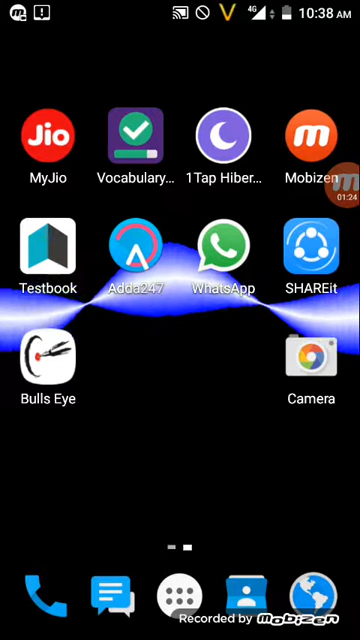 4G 10:38 AM
Jio
m
MyJio Vocabulary... 1Tap Hiber... Mobizen
01:24
Testbook Adda247 WhatsApp SHAREit
Bulls Eye Camera
Recorded by mobizen